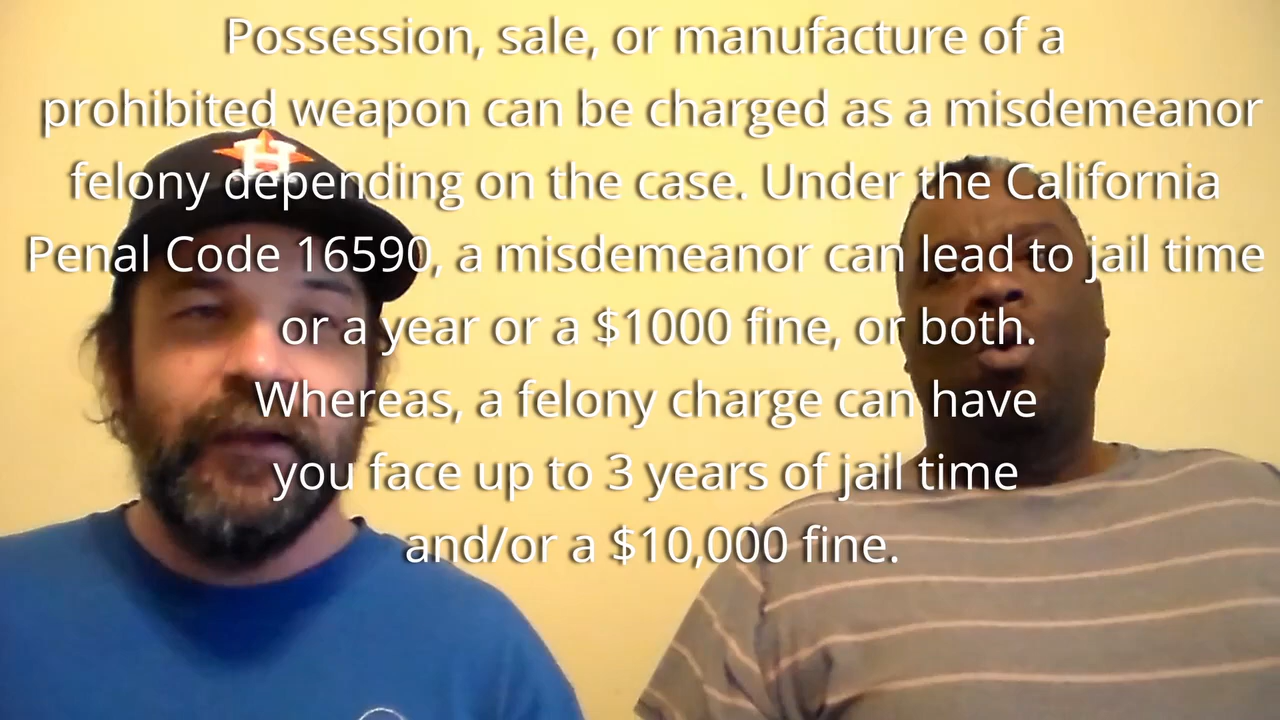 Possession, sale, or manufacture of a
prohibited weapon can be charged as a misdemeanor
felony depending on the case. Under the California
Penal Code 16590, a misdemeanor can lead to jail time
or a year or a $1000 fine, or both.
Whereas, a felony charge can have
you face up to 3 years of jail time
and/or a $10,000 fine.
H